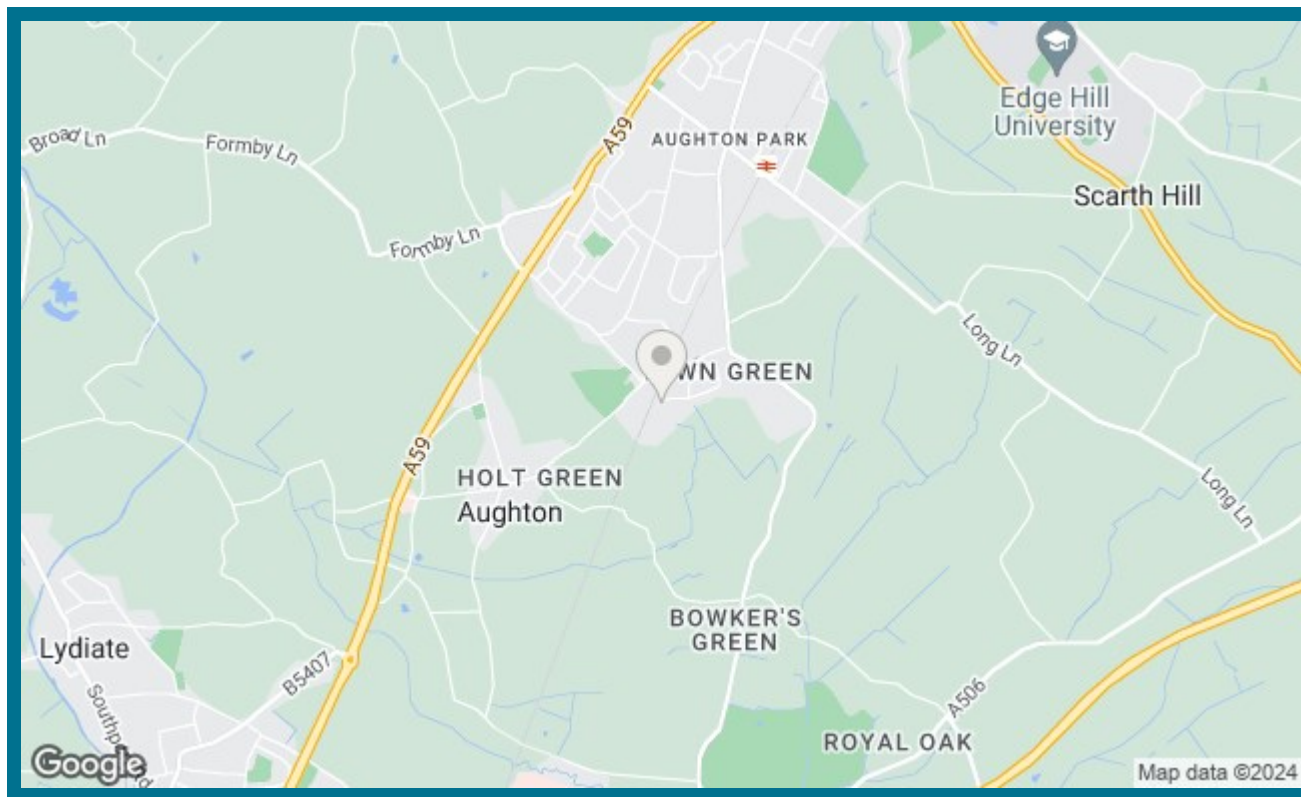 Edge Hill
University
Broad Ln
Formby Ln
A59
AUGHTON PARK
Scarth Hill
Formby Ln
Long Ln
WN GREEN
A59
HOLT GREEN
Aughton
Long Ln
BOWKER'S
GREEN
Lydiate
B5407
A506
ROYAL OAK
Google
Map data ©2024